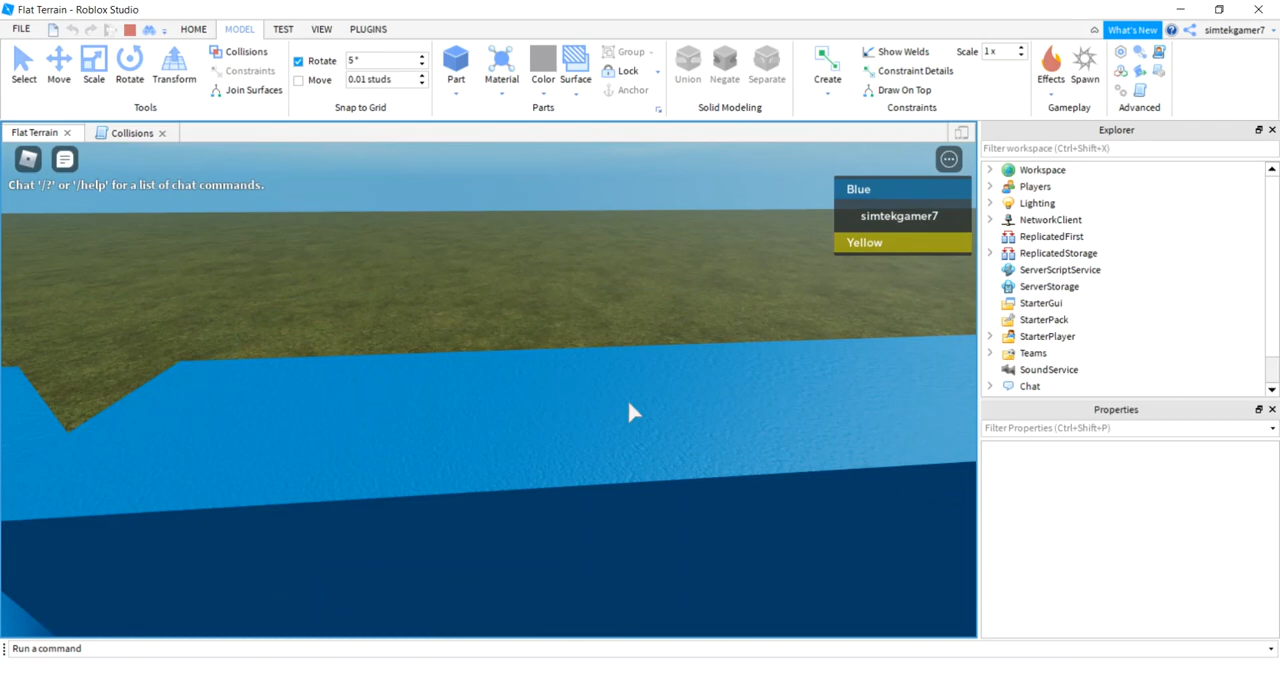 Flat Terrain - Roblox Studio
FILE HOME MODEL TEST VIEW PLUGINS What's New simtekgamer7
Select Move Scale Rotate Transform
Collisions
Constraints
Join Surfaces
Tools
Rotate 5 °
Move 0.01 studs
Snap to Grid
Part Material Color Surface
Group
Lock
Anchor
Parts
Union Negate Separate
Solid Modeling
Create
Show Welds Scale 1 x
Constraint Details
Draw On Top
Constraints
Effects Spawn
Gameplay
Advanced
Flat Terrain Collisions
Chat '/?' or '/help' for a list of chat commands.
Blue
simtekgamer7
Yellow
Explorer
Filter workspace (Ctrl+Shift+X)
Workspace
Players
Lighting
NetworkClient
ReplicatedFirst
ReplicatedStorage
ServerScriptService
ServerStorage
StarterGui
StarterPack
StarterPlayer
Teams
SoundService
Chat
Properties
Filter Properties (Ctrl+Shift+P)
Run a command